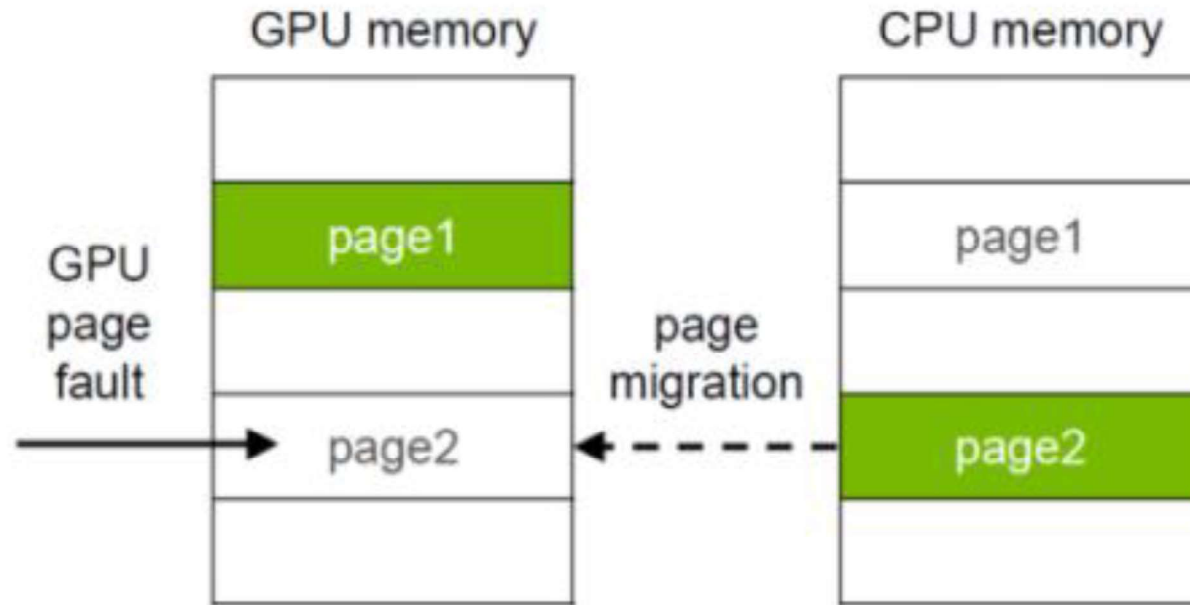 GPU memory
CPU memory
page1
page1
GPU
page
fault
page
migration
page2
page2